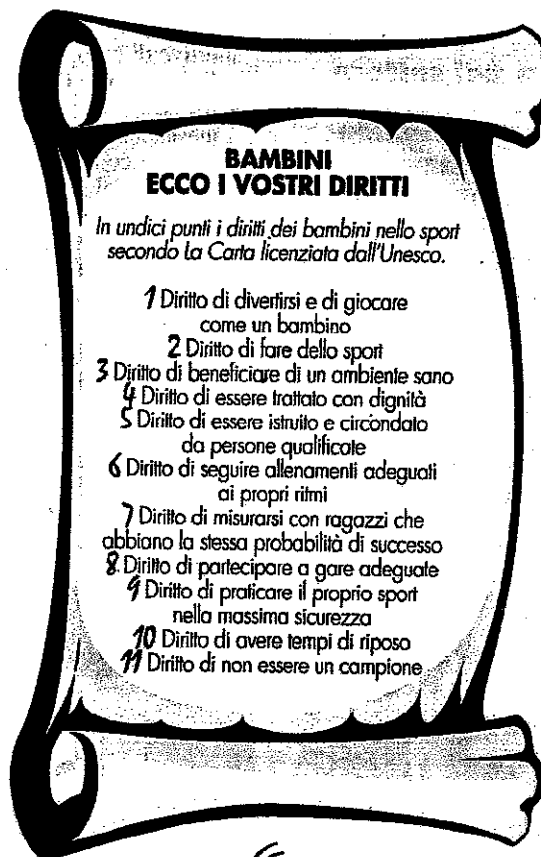 BAMBINI
ECCO I VOSTRI DIRITTI
In undici punti i diritti dei bambini nello sport
secondo la Carta licenziata dall'Unesco.
1 Diritto di divertirsi e di giocare
come un bambino
2 Diritto di fare dello sport
3 Diritto di beneficiare di un ambiente sano
4 Diritto di essere trattato con dignità
5 Diritto di essere istruito e circondato
da persone qualificate
6 Diritto di seguire allenamenti adeguati
ai propri ritmi
7 Diritto di misurarsi con ragazzi che
abbiano la stessa probabilità di successo
8 Diritto di partecipare a gare adeguate
9 Diritto di praticare il proprio sport
nella massima sicurezza
10 Diritto di avere tempi di riposo
11 Diritto di non essere un campione